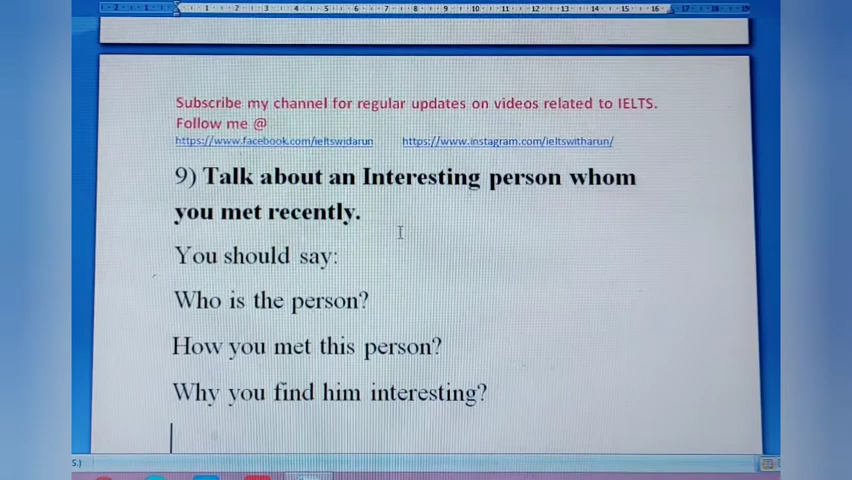 Subscribe my channel for regular updates on videos related to IELTS.
Follow me @
https://www.facebook.com/ieltswidarun https://www.instagram.com/ieltswitharun/
9) Talk about an Interesting person whom
you met recently.
You should say:
Who is the person?
How you met this person?
Why you find him interesting?
S.)